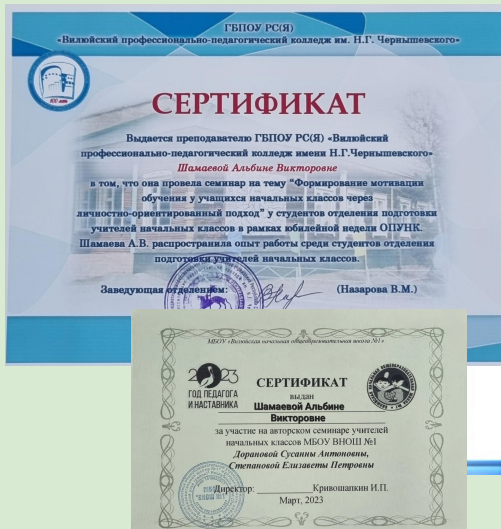 ГБПОУ РС(Я)
«Вилюйский профессионально-педагогический колледж им. Н.Г. Чернышевского»
100 лет
СЕРТИФИКАТ
Выдается преподавателю ГБПОУ РС(Я) «Вилюйский
профессионально-педагогический колледж имени Н.Г.Чернышевского»
Шамаевой Альбине Викторовне
в том, что она провела семинар на тему “Формирование мотивации
обучения у учащихся начальных классов через
личностно-ориентированный подход” у студентов отделения подготовки
учителей начальных классов в рамках юбилейной недели ОПУНК.
Шамаева А.В. распространила опыт работы среди студентов отделения
подготовки учителей начальных классов.
Заведующая отделением: (Назарова В.М.)
МБОУ «Вилюйская начальная общеобразовательная школа №1»
2023
ГОД ПЕДАГОГА
И НАСТАВНИКА
СЕРТИФИКАТ
выдан
Шамаевой Альбине
Викторовне
за участие на авторском семинаре учителей
начальных классов МБОУ ВНОШ №1
Дорановой Сусанны Антоновны,
Степановой Елизаветы Петровны
Директор: Кривошапкин И.П.
Март, 2023